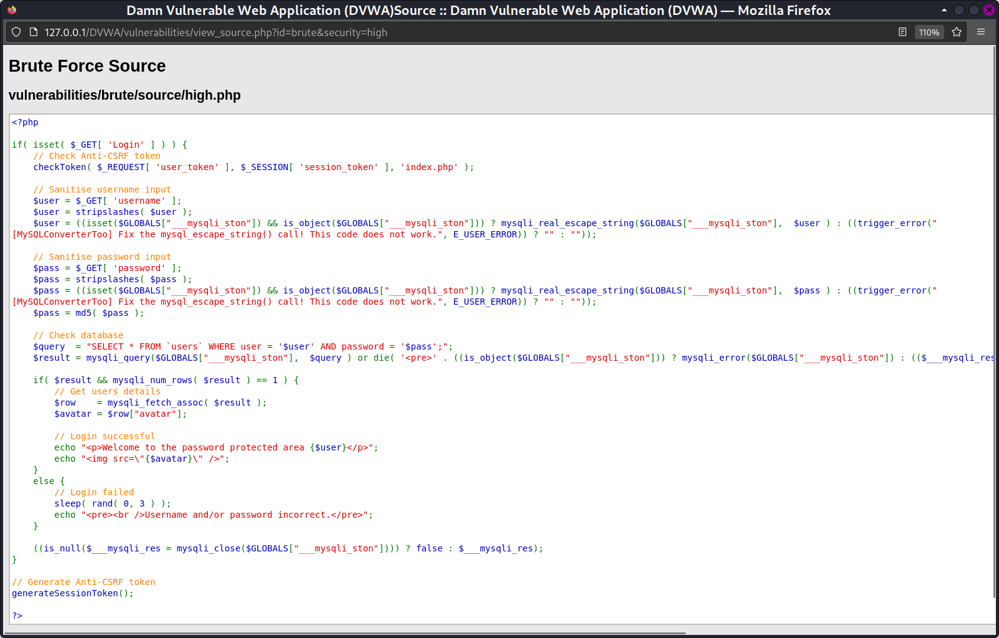 Damn Vulnerable Web Application (DVWA)Source :: Damn Vulnerable Web Application (DVWA) — Mozilla Firefox
127.0.0.1/DVWA/vulnerabilities/view_source.php?id=brute&security=high
110%
Brute Force Source
vulnerabilities/brute/source/high.php
<?php

if( isset( $_GET[ 'Login' ] ) ) {
    // Check Anti-CSRF token
    checkToken( $_REQUEST[ 'user_token' ], $_SESSION[ 'session_token' ], 'index.php' );

    // Sanitise username input
    $user = $_GET[ 'username' ];
    $user = stripslashes( $user );
    $user = ((isset($GLOBALS["___mysqli_ston"]) && is_object($GLOBALS["___mysqli_ston"])) ? mysqli_real_escape_string($GLOBALS["___mysqli_ston"],  $user ) : ((trigger_error("
[MySQLConverterToo] Fix the mysql_escape_string() call! This code does not work.", E_USER_ERROR)) ? "" : ""));

    // Sanitise password input
    $pass = $_GET[ 'password' ];
    $pass = stripslashes( $pass );
    $pass = ((isset($GLOBALS["___mysqli_ston"]) && is_object($GLOBALS["___mysqli_ston"])) ? mysqli_real_escape_string($GLOBALS["___mysqli_ston"],  $pass ) : ((trigger_error("
[MySQLConverterToo] Fix the mysql_escape_string() call! This code does not work.", E_USER_ERROR)) ? "" : ""));
    $pass = md5( $pass );

    // Check database
    $query  = "SELECT * FROM `users` WHERE user = '$user' AND password = '$pass';";
    $result = mysqli_query($GLOBALS["___mysqli_ston"],  $query ) or die( '<pre>' . ((is_object($GLOBALS["___mysqli_ston"])) ? mysqli_error($GLOBALS["___mysqli_ston"]) : (($___mysqli_res

    if( $result && mysqli_num_rows( $result ) == 1 ) {
        // Get users details
        $row    = mysqli_fetch_assoc( $result );
        $avatar = $row["avatar"];

        // Login successful
        echo "<p>Welcome to the password protected area {$user}</p>";
        echo "<img src=\"{$avatar}\" />";
    }
    else {
        // Login failed
        sleep( rand( 0, 3 ) );
        echo "<pre><br />Username and/or password incorrect.</pre>";
    }

    ((is_null($___mysqli_res = mysqli_close($GLOBALS["___mysqli_ston"]))) ? false : $___mysqli_res);
}

// Generate Anti-CSRF token
generateSessionToken();

?>